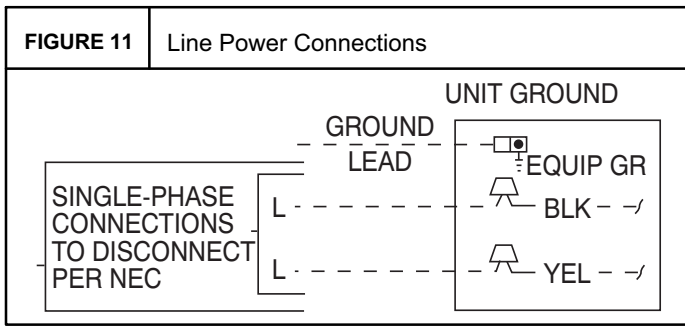 FIGURE 11
Line Power Connections
UNIT GROUND
GROUND
LEAD
EQUIP GR
SINGLE-PHASE
CONNECTIONS
TO DISCONNECT
PER NEC
L
BLK
L
YEL